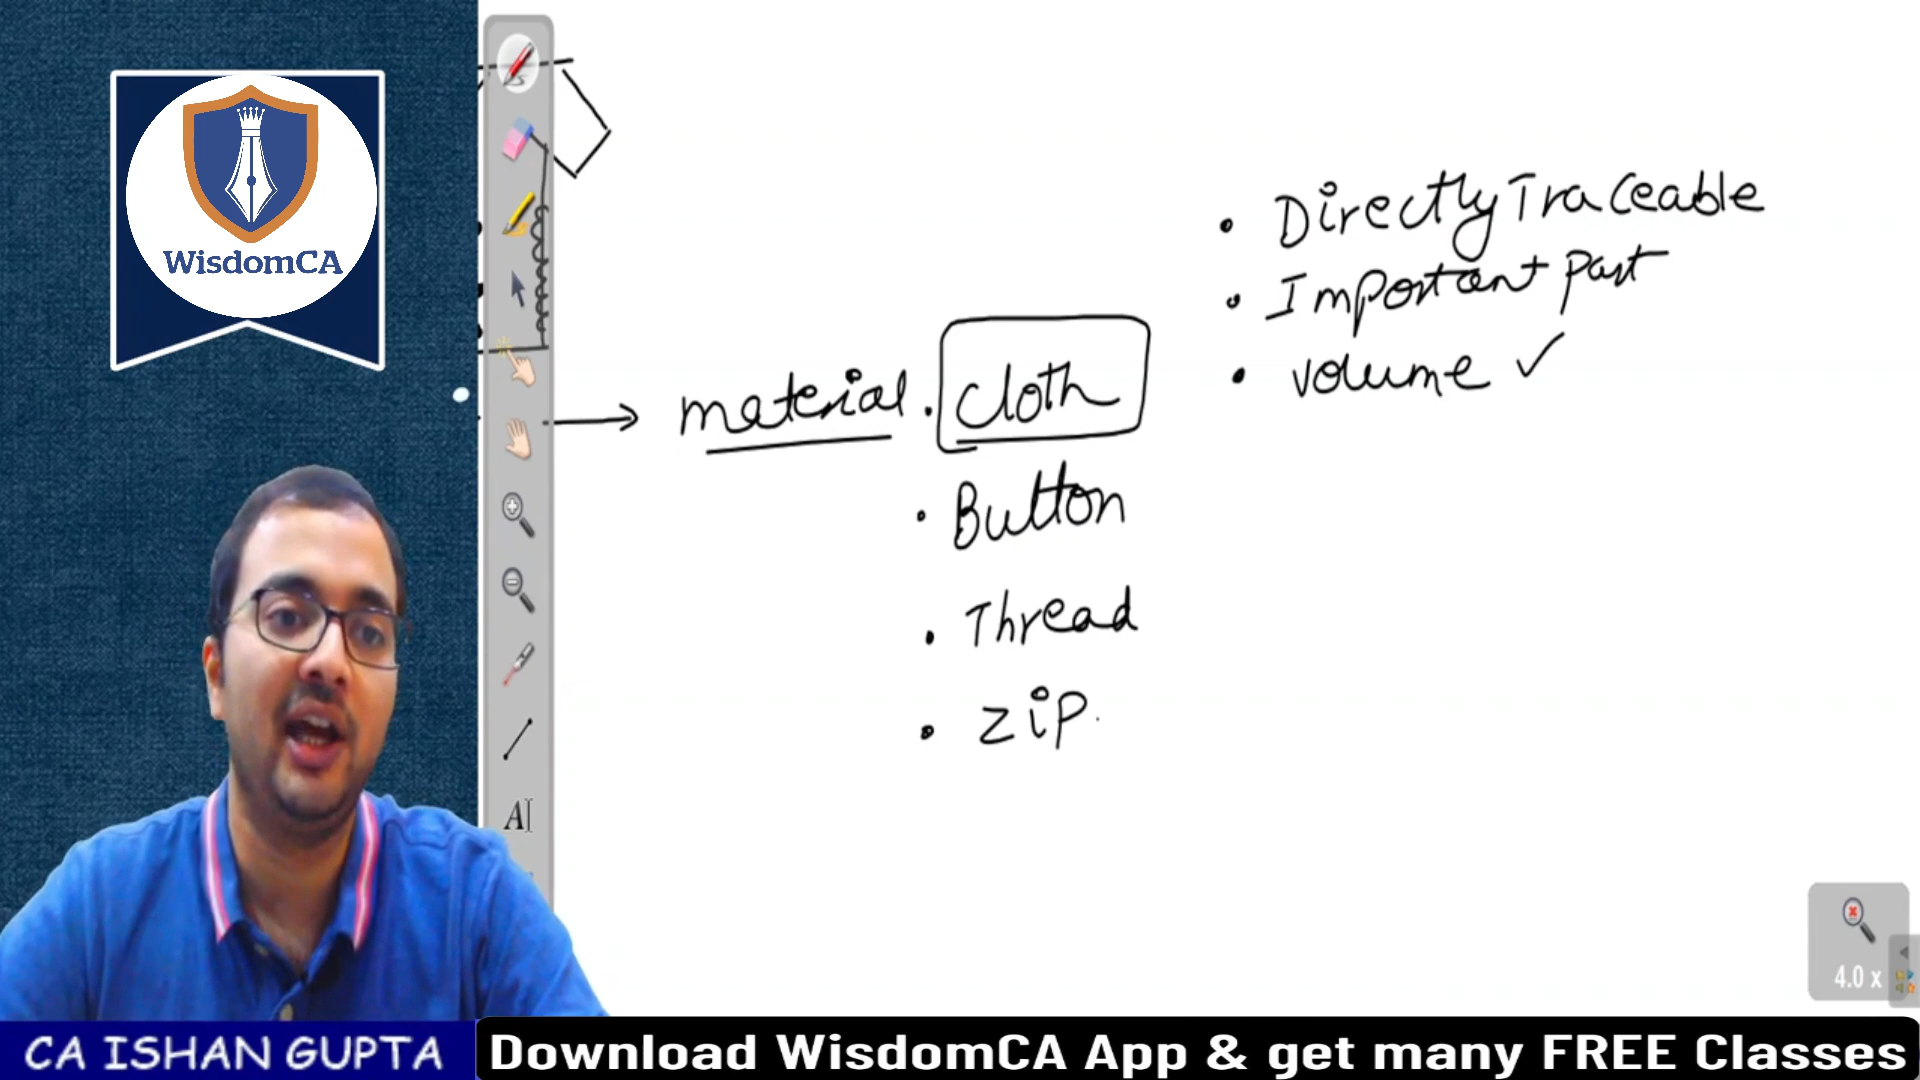 WisdomCA
• Directly Traceable
• Important part
• volume ✓
material • cloth
• Button
• Thread
• zip
A
4.0 x
CA ISHAN GUPTA
Download WisdomCA App & get many FREE Classes